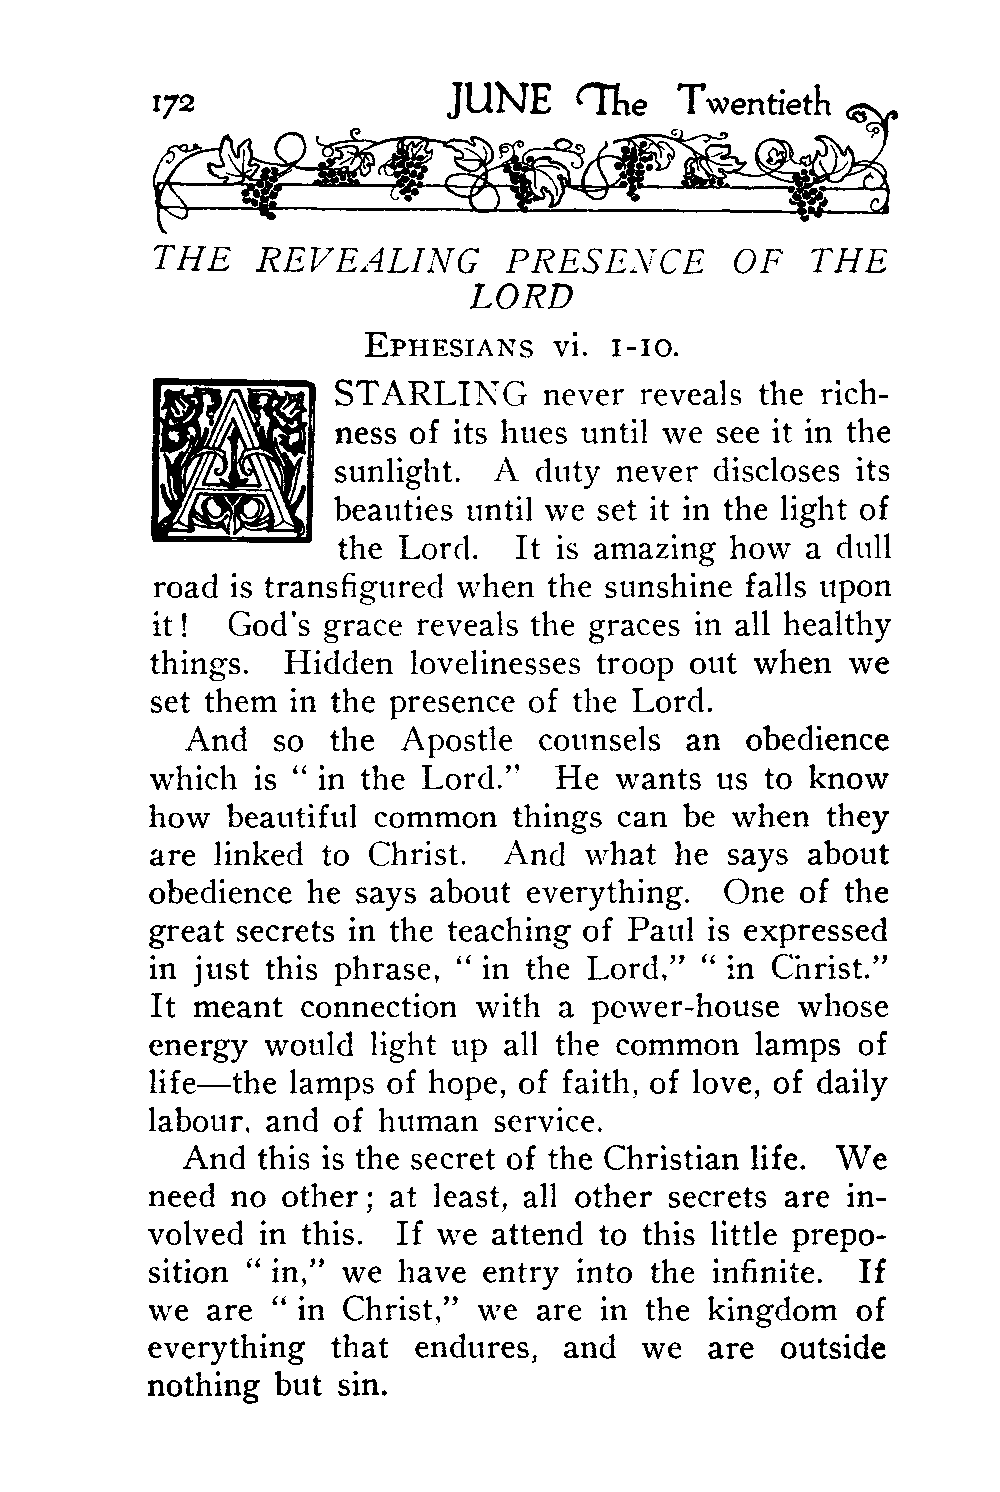 172 JUNE The Twentieth
THE REVEALING PRESENCE OF THE
LORD
EPHESIANS vi. 1-10.
A STARLING never reveals the rich-
ness of its hues until we see it in the
sunlight. A duty never discloses its
beauties until we set it in the light of
the Lord. It is amazing how a dull
road is transfigured when the sunshine falls upon
it! God's grace reveals the graces in all healthy
things. Hidden lovelinesses troop out when we
set them in the presence of the Lord.
And so the Apostle counsels an obedience
which is “ in the Lord.” He wants us to know
how beautiful common things can be when they
are linked to Christ. And what he says about
obedience he says about everything. One of the
great secrets in the teaching of Paul is expressed
in just this phrase, “ in the Lord,” “ in Christ.”
It meant connection with a power-house whose
energy would light up all the common lamps of
life—the lamps of hope, of faith, of love, of daily
labour, and of human service.
And this is the secret of the Christian life. We
need no other; at least, all other secrets are in-
volved in this. If we attend to this little prepo-
sition “ in,” we have entry into the infinite. If
we are “ in Christ,” we are in the kingdom of
everything that endures, and we are outside
nothing but sin.